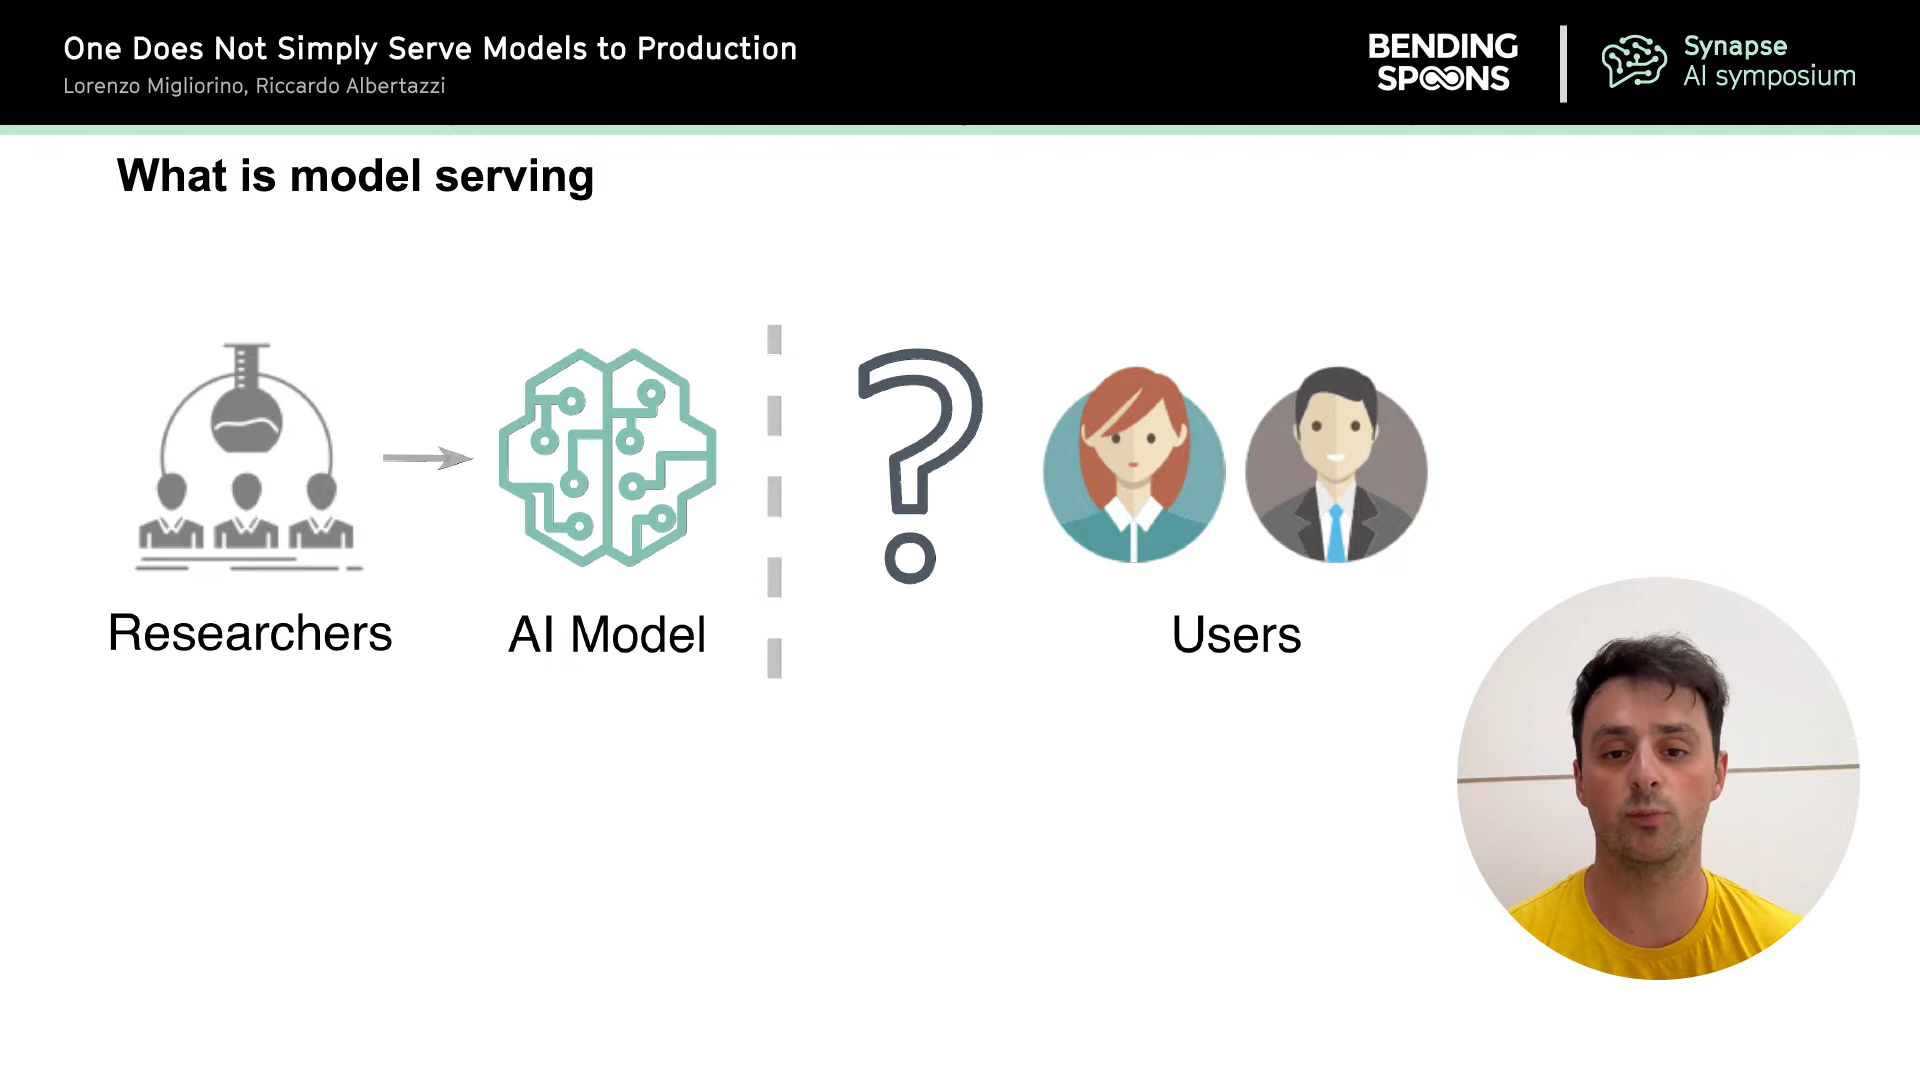 One Does Not Simply Serve Models to Production
Lorenzo Migliorino, Riccardo Albertazzi
BENDING
SPOONS
Synapse
AI symposium
What is model serving
?
Researchers
AI Model
Users